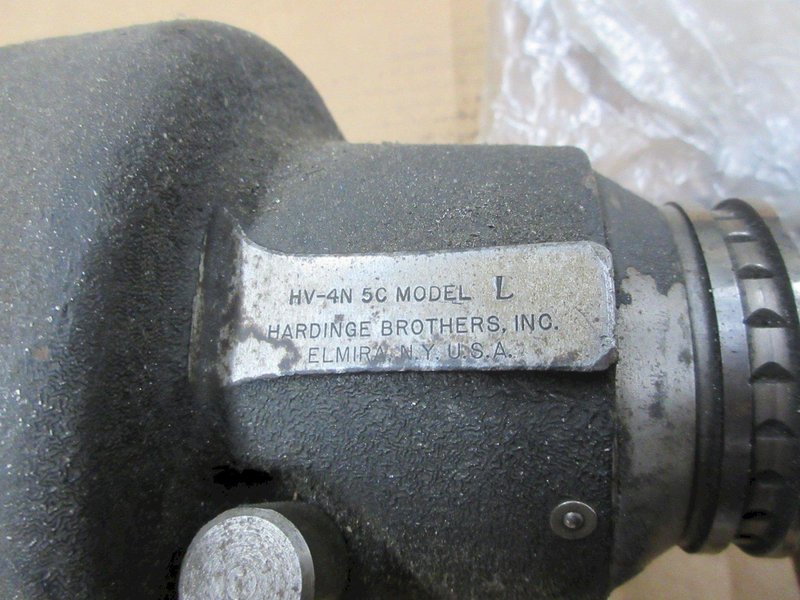 HV-4N 5C MODEL L
HARDINGE BROTHERS, INC.
ELMIRA, N.Y. U.S.A.